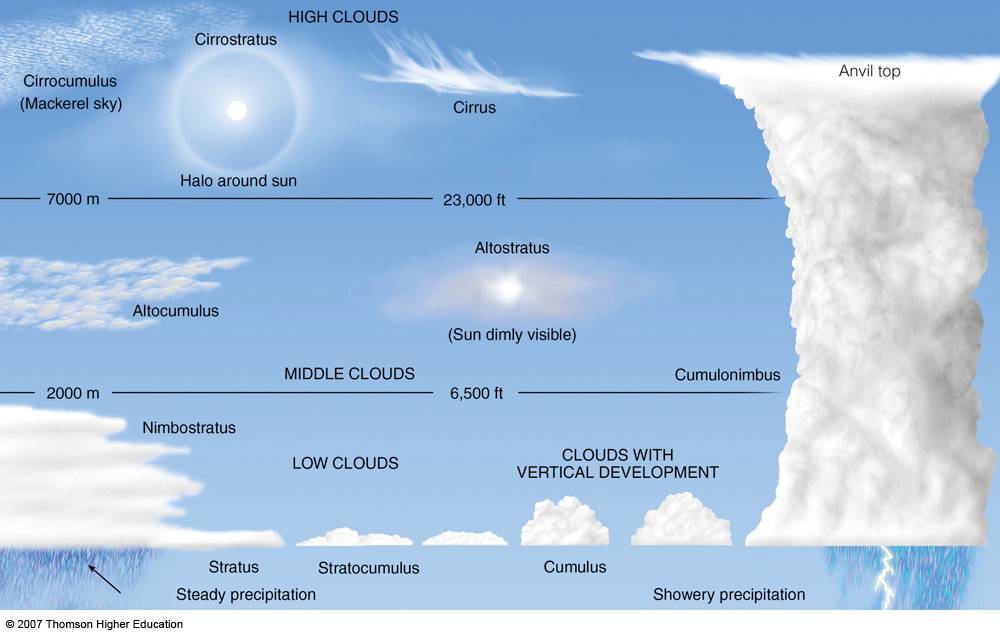 HIGH CLOUDS
Cirrostratus
Cirrocumulus
(Mackerel sky)
Cirrus
Anvil top
Halo around sun
7000 m
23,000 ft
Altostratus
Altocumulus
(Sun dimly visible)
MIDDLE CLOUDS
Cumulonimbus
2000 m
6,500 ft
Nimbostratus
LOW CLOUDS
CLOUDS WITH
VERTICAL DEVELOPMENT
Stratus
Stratocumulus
Cumulus
Steady precipitation
Showery precipitation
© 2007 Thomson Higher Education